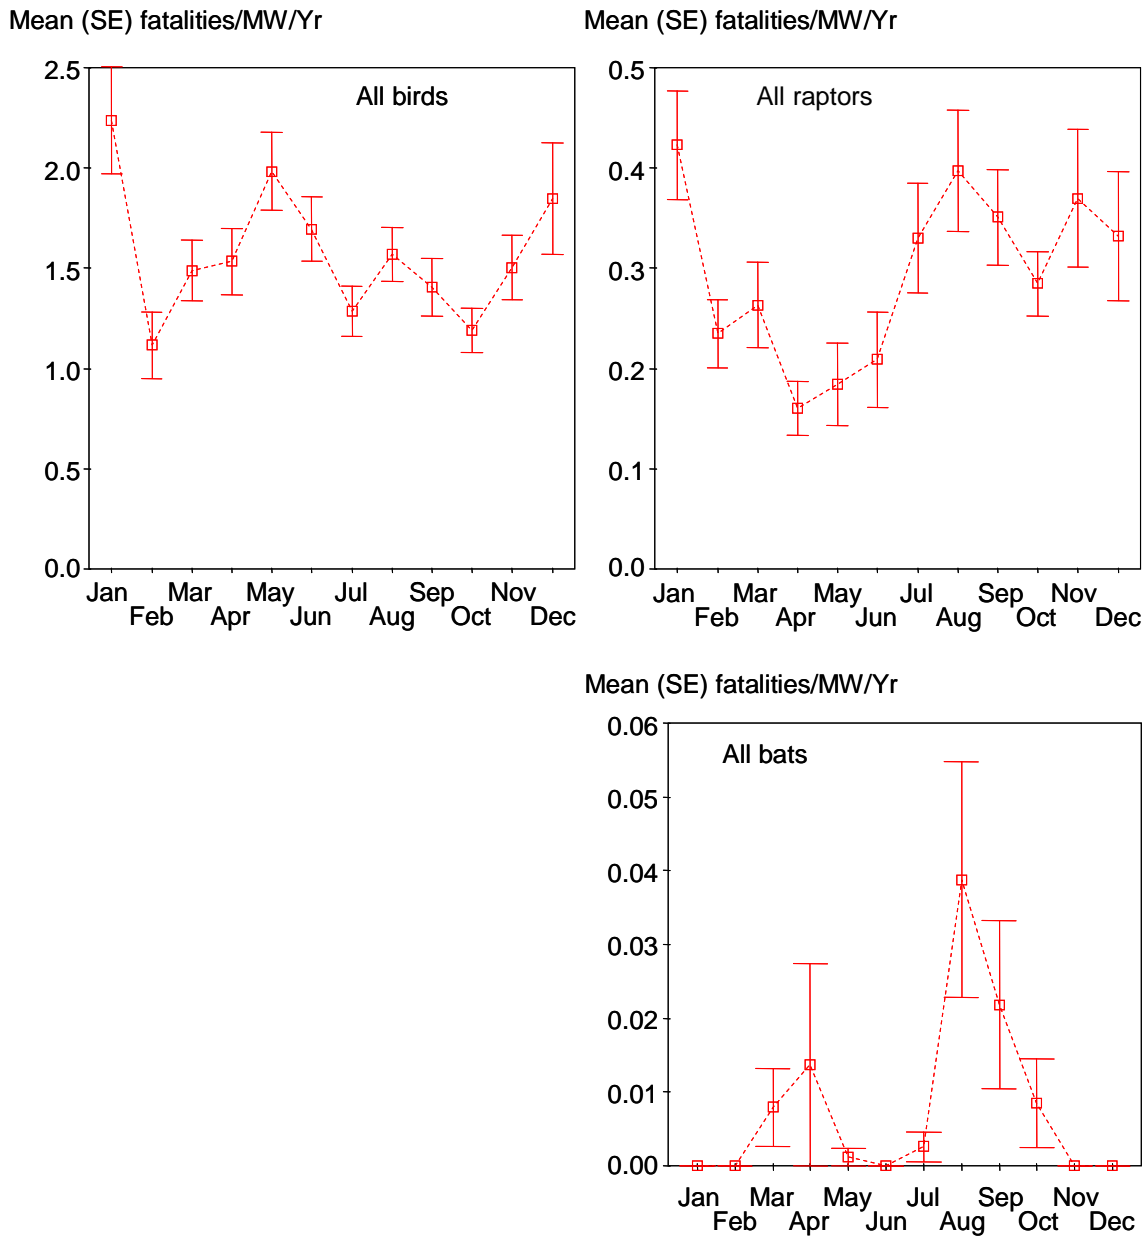 Mean (SE) fatalities/MW/Yr
All birds
2.5
2.0
1.5
1.0
0.5
0.0
Jan Mar May Jul Sep Nov
Feb Apr Jun Aug Oct Dec
Mean (SE) fatalities/MW/Yr
All raptors
0.5
0.4
0.3
0.2
0.1
0.0
Jan Mar May Jul Sep Nov
Feb Apr Jun Aug Oct Dec
Mean (SE) fatalities/MW/Yr
All bats
0.06
0.05
0.04
0.03
0.02
0.01
0.00
Jan Mar May Jul Sep Nov
Feb Apr Jun Aug Oct Dec